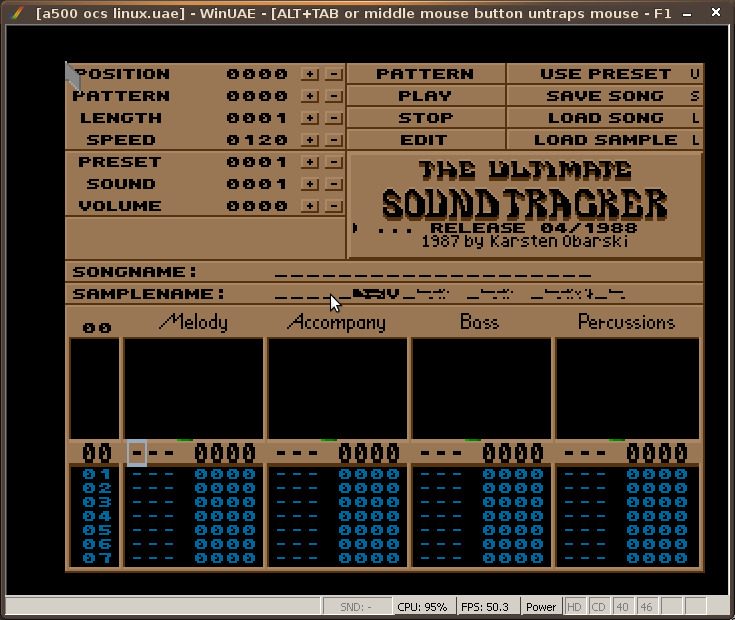 [a500 ocs linux.uae] - WinUAE - [ALT+TAB or middle mouse button untraps mouse - F1
POSITION 0000 + -
PATTERN 0000 + -
LENGTH 0001 + -
SPEED 0120 + -
PRESET 0001 + -
SOUND 0001 + -
VOLUME 0000 + -
PATTERN USE PRESET U
PLAY SAVE SONG S
STOP LOAD SONG L
EDIT LOAD SAMPLE L
THE ULTIMATE
SOUNDTRACKER
... RELEASE 04/1988
1987 by Karsten Obarski
SONGNAME: ____________________
SAMPLENAME:
00 Melody Accompany Bass Percussions
00 --- 0000 --- 0000 --- 0000 --- 0000
01 --- 0000 --- 0000 --- 0000 --- 0000
02 --- 0000 --- 0000 --- 0000 --- 0000
03 --- 0000 --- 0000 --- 0000 --- 0000
04 --- 0000 --- 0000 --- 0000 --- 0000
05 --- 0000 --- 0000 --- 0000 --- 0000
06 --- 0000 --- 0000 --- 0000 --- 0000
07 --- 0000 --- 0000 --- 0000 --- 0000
SND: - CPU: 95% FPS: 50.3 Power HD CD 40 46